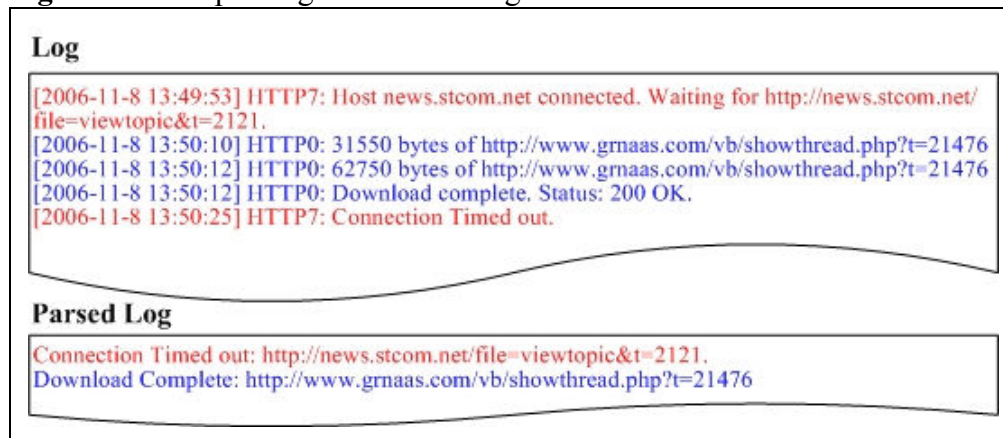 Log
[2006-11-8 13:49:53] HTTP7: Host news.stcom.net connected. Waiting for http://news.stcom.net/
file=viewtopic&t=2121.
[2006-11-8 13:50:10] HTTP0: 31550 bytes of http://www.grnaas.com/vb/showthread.php?t=21476
[2006-11-8 13:50:12] HTTP0: 62750 bytes of http://www.grnaas.com/vb/showthread.php?t=21476
[2006-11-8 13:50:12] HTTP0: Download complete. Status: 200 OK.
[2006-11-8 13:50:25] HTTP7: Connection Timed out.
Parsed Log
Connection Timed out: http://news.stcom.net/file=viewtopic&t=2121.
Download Complete: http://www.grnaas.com/vb/showthread.php?t=21476